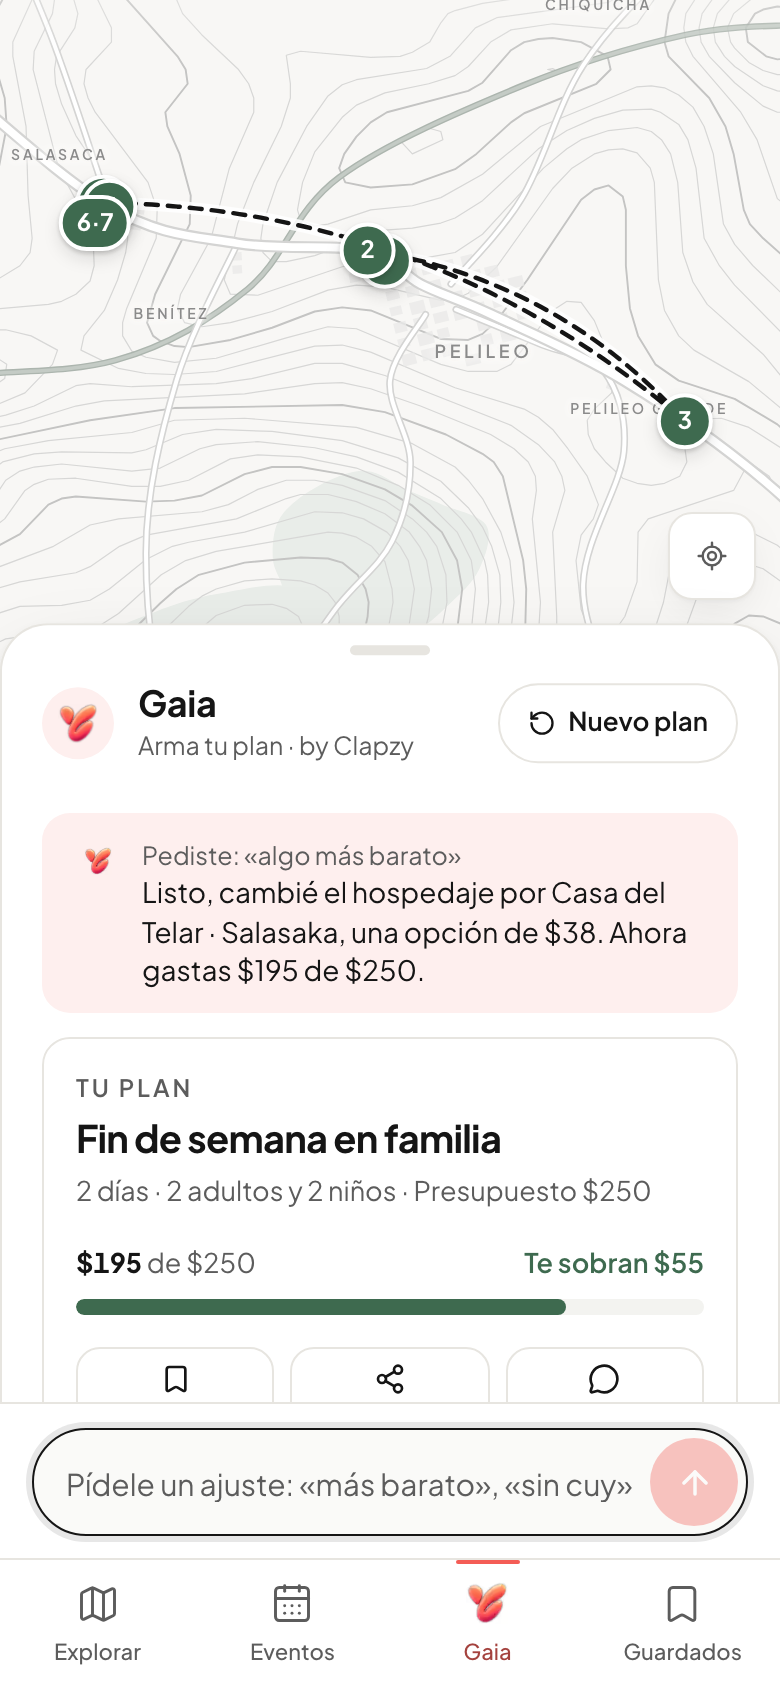 CHIQUICHA
SALASACA
6·7
2
BENÍTEZ
PELILEO
PELILEO
3
Gaia
Arma tu plan · by Clapzy
Nuevo plan
Pediste: «algo más barato»
Listo, cambié el hospedaje por Casa del
Telar · Salasaka, una opción de $38. Ahora
gastas $195 de $250.
TU PLAN
Fin de semana en familia
2 días · 2 adultos y 2 niños · Presupuesto $250
$195 de $250
Te sobran $55
Pídele un ajuste: «más barato», «sin cuy»
Explorar
Eventos
Gaia
Guardados